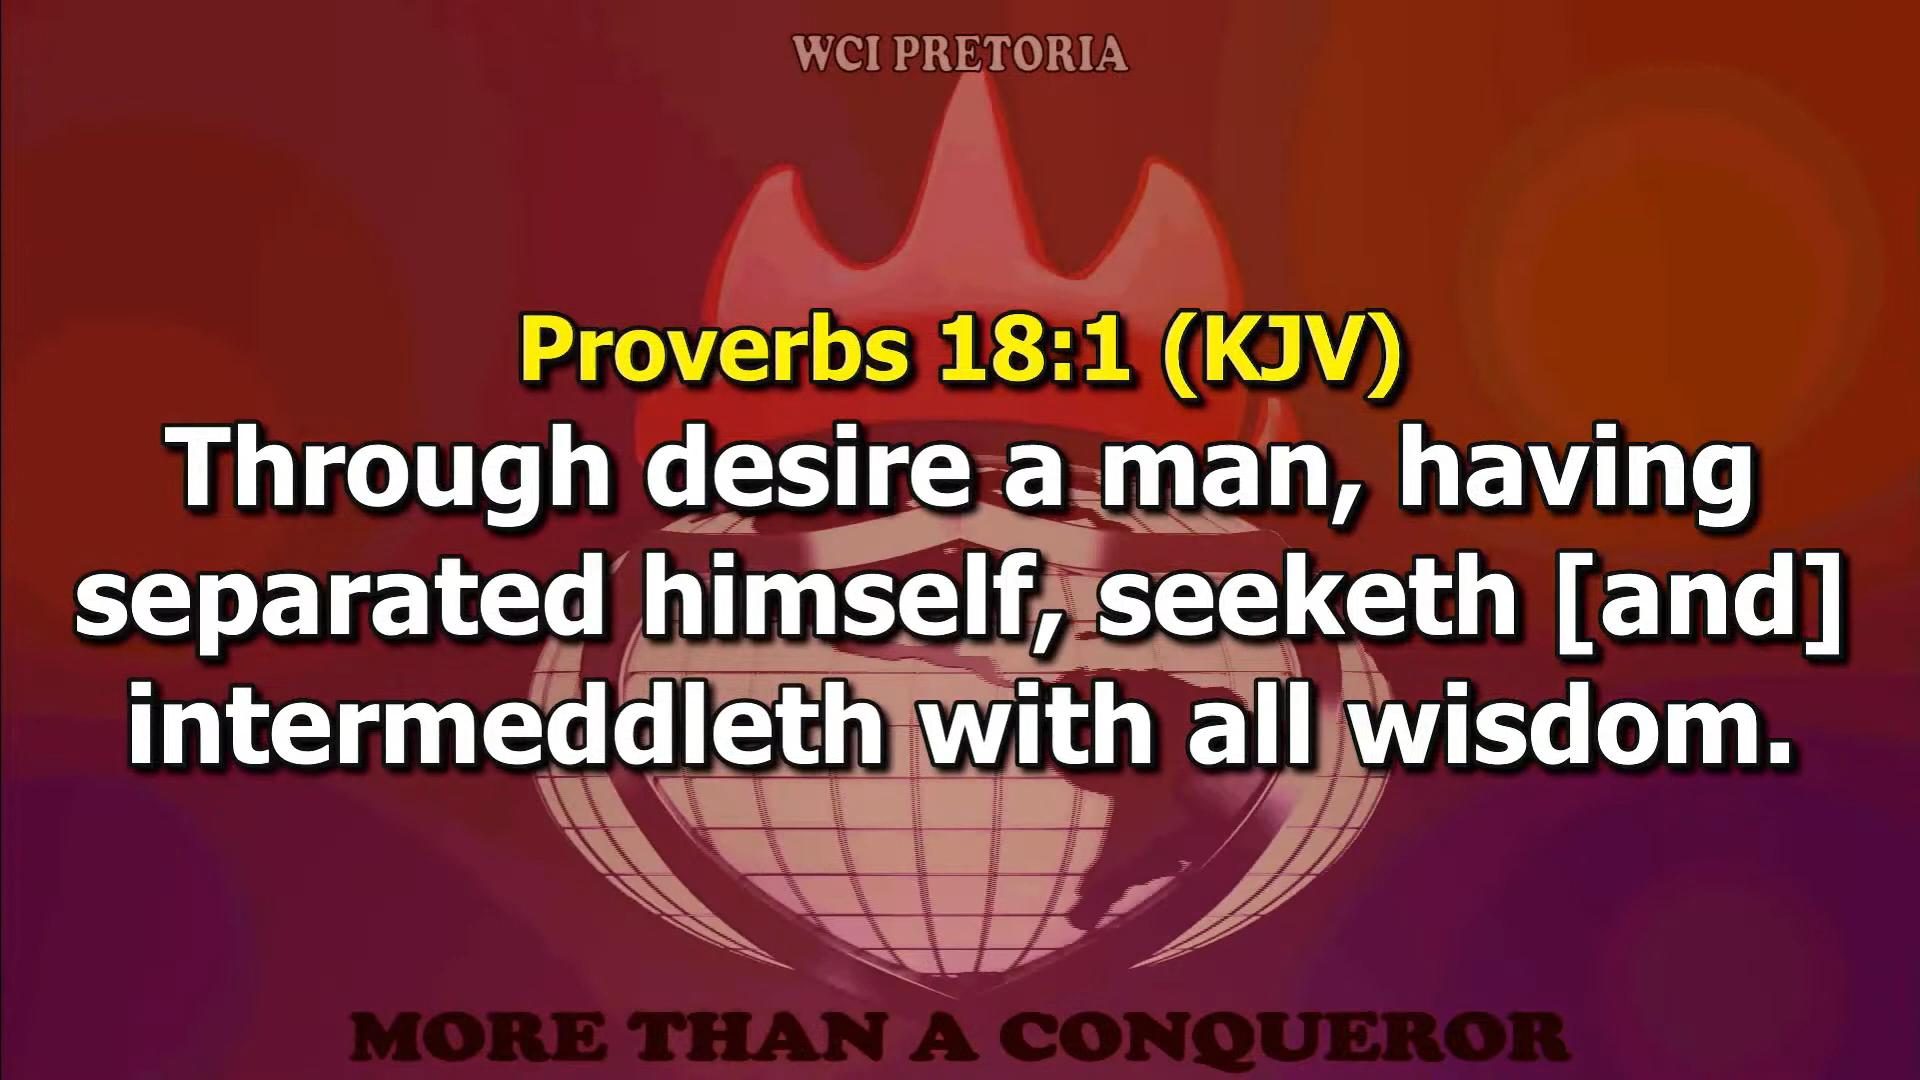 WCI PRETORIA
Proverbs 18:1 (KJV)
Through desire a man, having
separated himself, seeketh [and]
intermeddleth with all wisdom.
MORE THAN A CONQUEROR